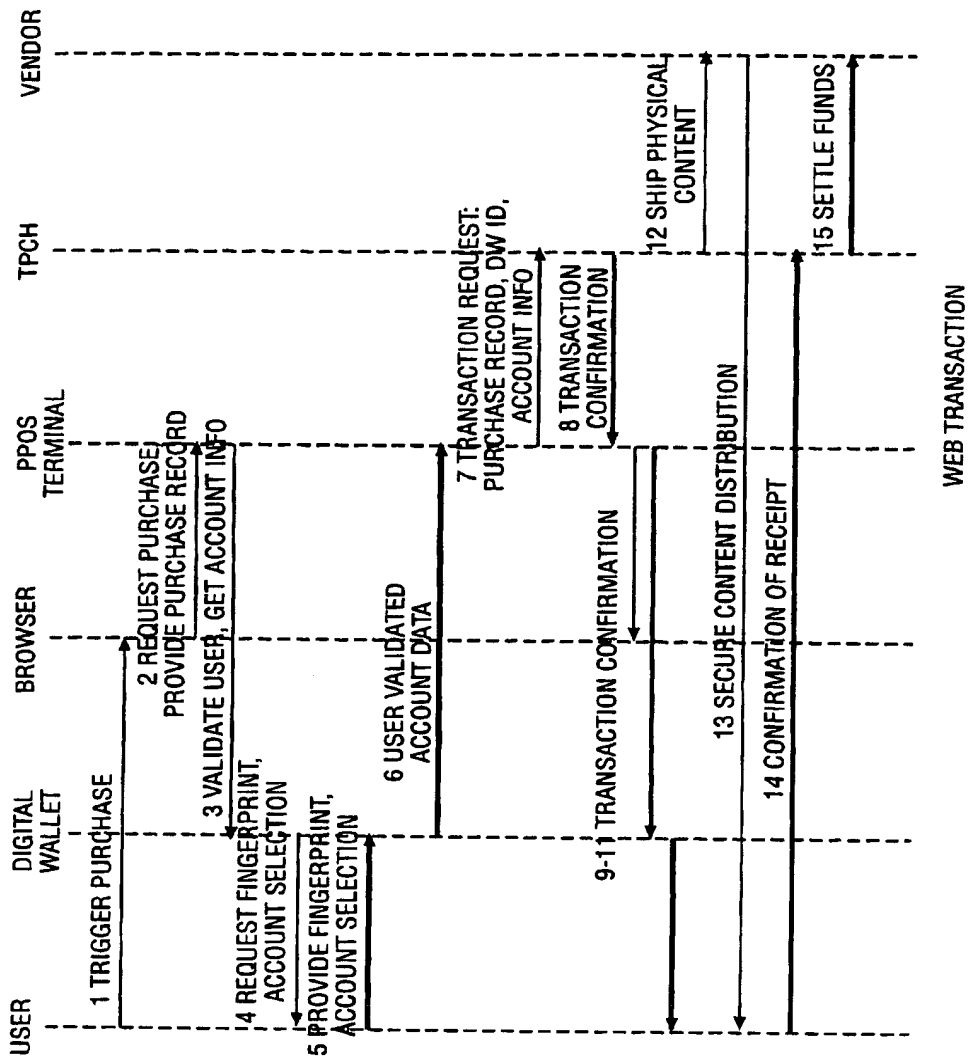 USER
DIGITAL
WALLET
BROWSER
PPOS
TERMINAL
TPCH
VENDOR
1 TRIGGER PURCHASE
2 REQUEST PURCHASE,
PROVIDE PURCHASE RECORD
3 VALIDATE USER, GET ACCOUNT INFO
4 REQUEST FINGERPRINT,
ACCOUNT SELECTION
5 PROVIDE FINGERPRINT,
ACCOUNT SELECTION
6 USER VALIDATED
ACCOUNT DATA
7 TRANSACTION REQUEST:
PURCHASE RECORD, DW ID,
ACCOUNT INFO
8 TRANSACTION
CONFIRMATION
9-11 TRANSACTION CONFIRMATION
12 SHIP PHYSICAL
CONTENT
13 SECURE CONTENT DISTRIBUTION
14 CONFIRMATION OF RECEIPT
15 SETTLE FUNDS
WEB TRANSACTION